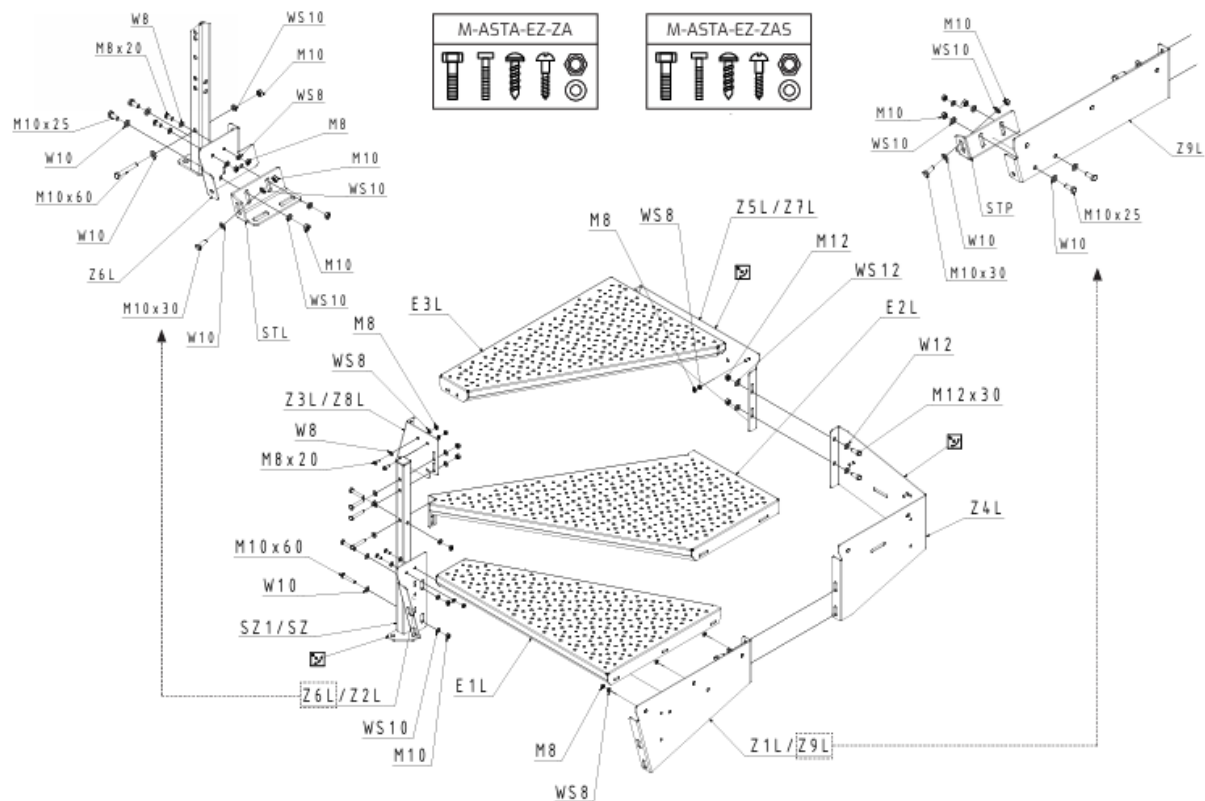 W8
WS10
M8x20
M10
WS8
M10x25
M8
W10
M10
M10x60
WS10
W10
Z6L
M10
M10x30
WS10
W10
STL
M-ASTA-EZ-ZA
M-ASTA-EZ-ZAS
M10
WS10
M10
WS10
Z9L
STP
M10x25
W10
W10
M10x30
Z5L/Z7L
WS8
M8
M12
WS12
E3L
E2L
M8
W12
WS8
M12x30
Z3L/Z8L
W8
M8x20
Z4L
M10x60
W10
SZ1/SZ
Z6L/Z2L
E1L
WS10
M10
M8
WS8
Z1L/Z9L